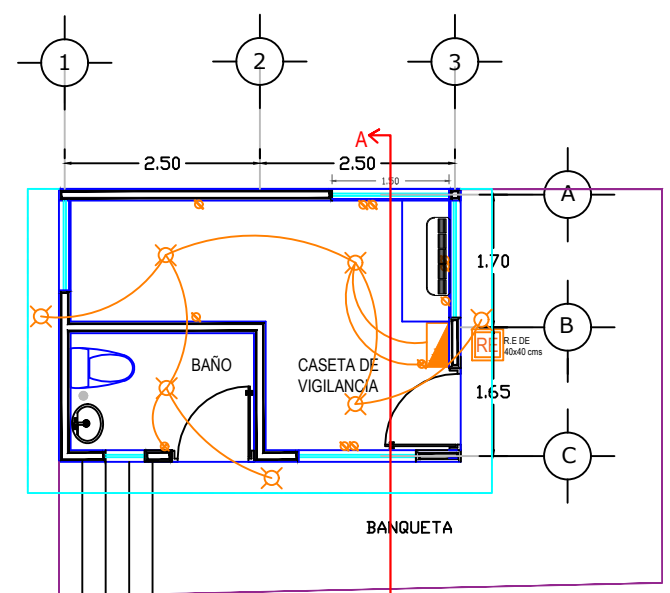 1
2
3
A
2.50
2.50
1.50
A
1.70
B
RE
R.E DE
40x40 cms
BAÑO
CASETA DE
VIGILANCIA
1.65
C
BANQUETA